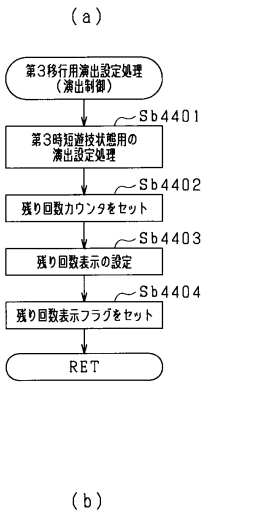 (a)
第3移行用演出設定処理
(演出制御)
Sb4401
第3時短遊技状態用の
演出設定処理
Sb4402
残り回数カウンタをセット
Sb4403
残り回数表示の設定
Sb4404
残り回数表示フラグをセット
RET
(b)